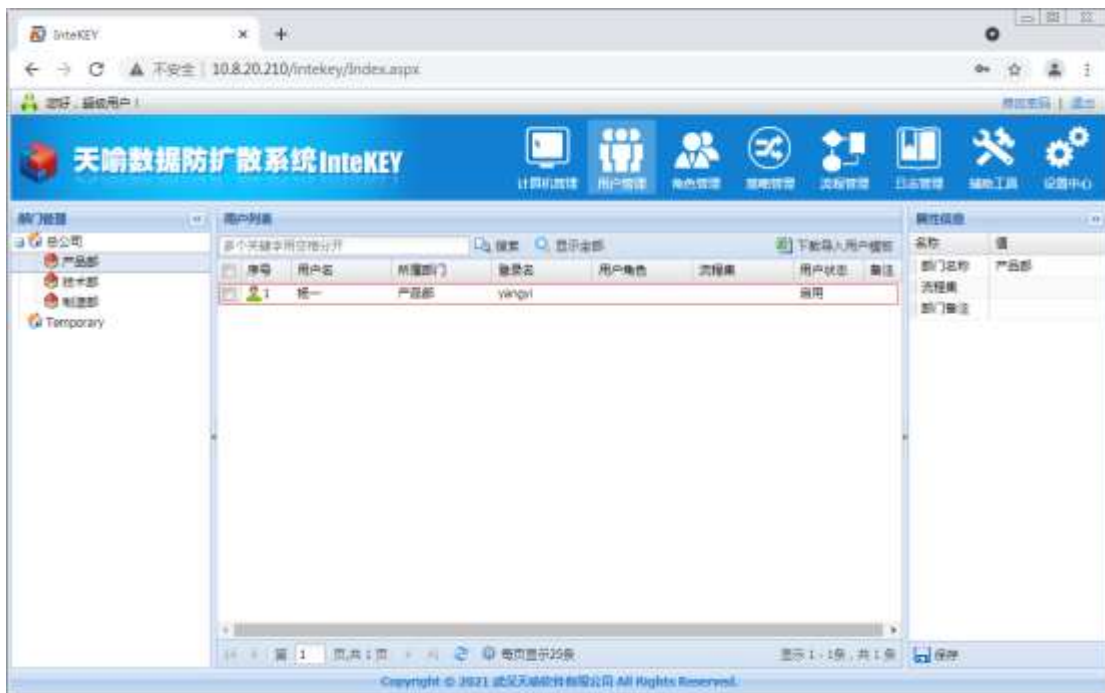 InteKEY
不安全 | 10.8.20.210/intekey/Index.aspx
您好，超级用户！
修改密码 | 退出
天喻数据防扩散系统InteKEY
计算机管理 用户管理 角色管理 策略管理 流程管理 日志管理 辅助工具 设置中心
部门管理
总公司
产品部
技术部
制造部
Temporary
用户列表
多个关键字用空格分开 搜索 显示全部 下载导入用户模板
序号 用户名 所属部门 登录名 用户角色 流程集 用户状态 备注
1 杨一 产品部 yangyi 启用
第 1 页,共 1 页 每页显示25条 显示 1 - 1条，共 1 条
属性信息
名称 值
部门名称 产品部
流程集
部门备注
保存
Copyright © 2021 武汉天喻软件有限公司 All Rights Reserved.